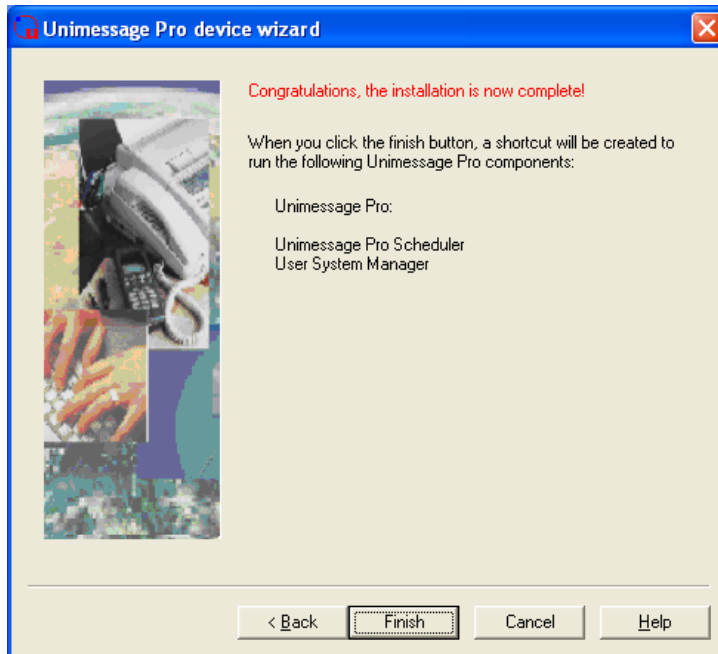 Unimessage Pro device wizard
Congratulations, the installation is now complete!
When you click the finish button, a shortcut will be created to
run the following Unimessage Pro components:
Unimessage Pro:
Unimessage Pro Scheduler
User System Manager
< Back
Finish
Cancel
Help